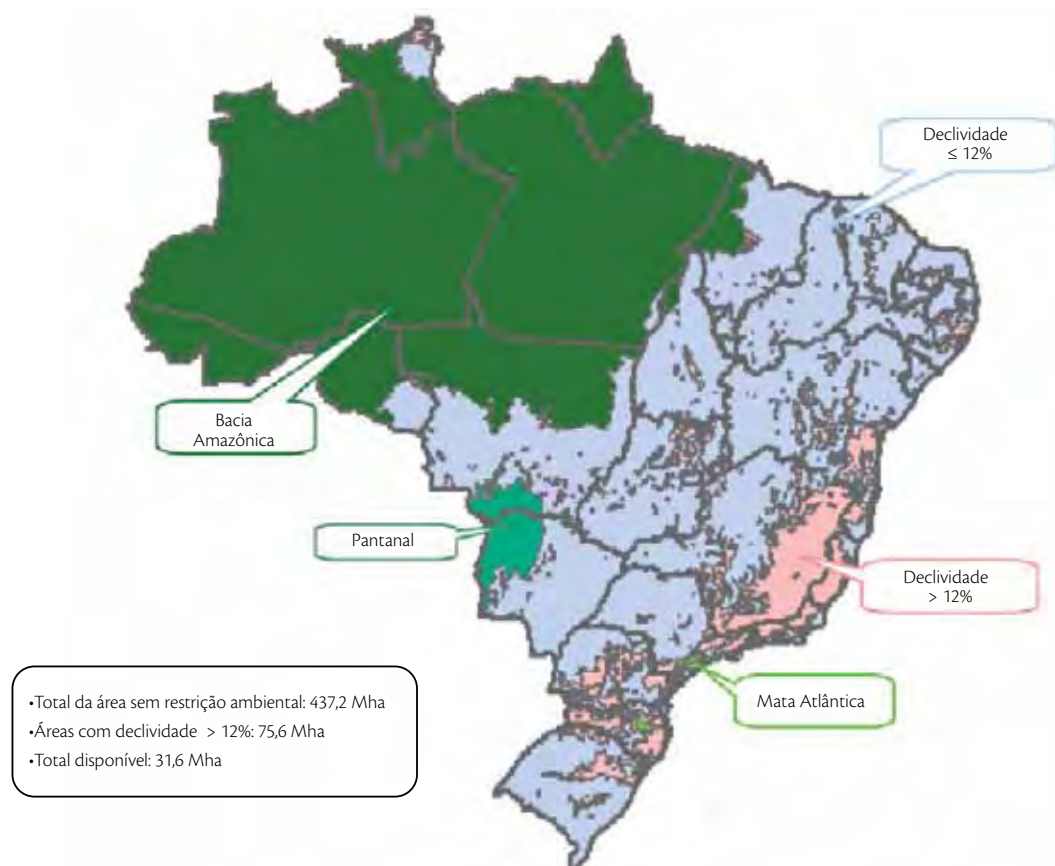 Declividade
≤ 12%
Bacia
Amazônica
Pantanal
Declividade
> 12%
Mata Atlântica
•Total da área sem restrição ambiental: 437,2 Mha
•Áreas com declividade > 12%: 75,6 Mha
•Total disponível: 31,6 Mha